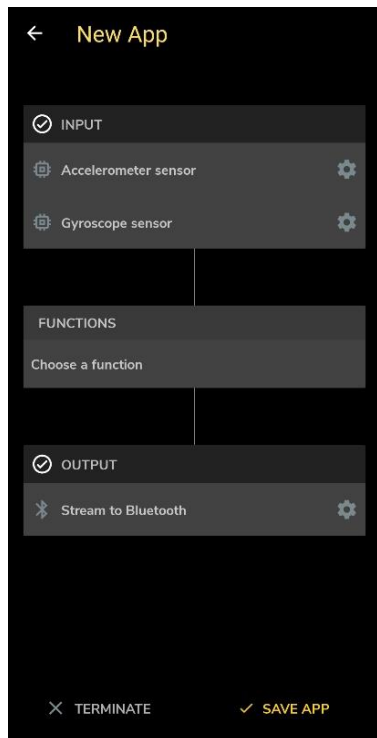 New App
INPUT
Accelerometer sensor
Gyroscope sensor
FUNCTIONS
Choose a function
OUTPUT
Stream to Bluetooth
TERMINATE
SAVE APP